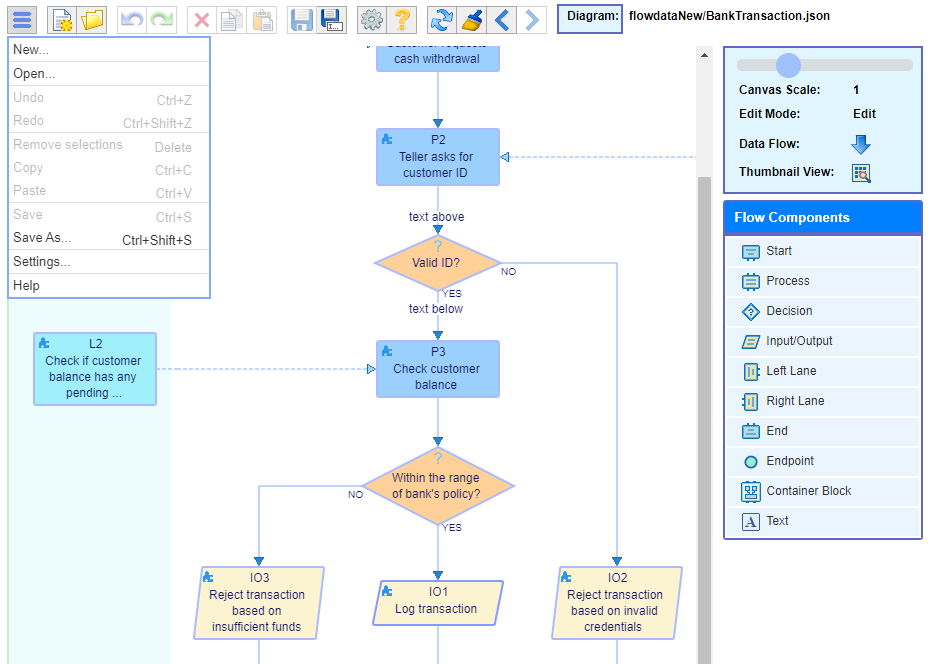 Diagram: flowdataNew/BankTransaction.json
New...
Open...
Undo Ctrl+Z
Redo Ctrl+Shift+Z
Remove selections Delete
Copy Ctrl+C
Paste Ctrl+V
Save Ctrl+S
Save As... Ctrl+Shift+S
Settings...
Help
Customer requests
cash withdrawal
P2
Teller asks for
customer ID
text above
?
Valid ID?
NO
YES
text below
L2
Check if customer
balance has any
pending ...
P3
Check customer
balance
?
Within the range
of bank's policy?
NO
YES
IO3
Reject transaction
based on
insufficient funds
IO1
Log transaction
IO2
Reject transaction
based on invalid
credentials
Canvas Scale: 1
Edit Mode: Edit
Data Flow:
Thumbnail View:
Flow Components
Start
Process
Decision
Input/Output
Left Lane
Right Lane
End
Endpoint
Container Block
Text